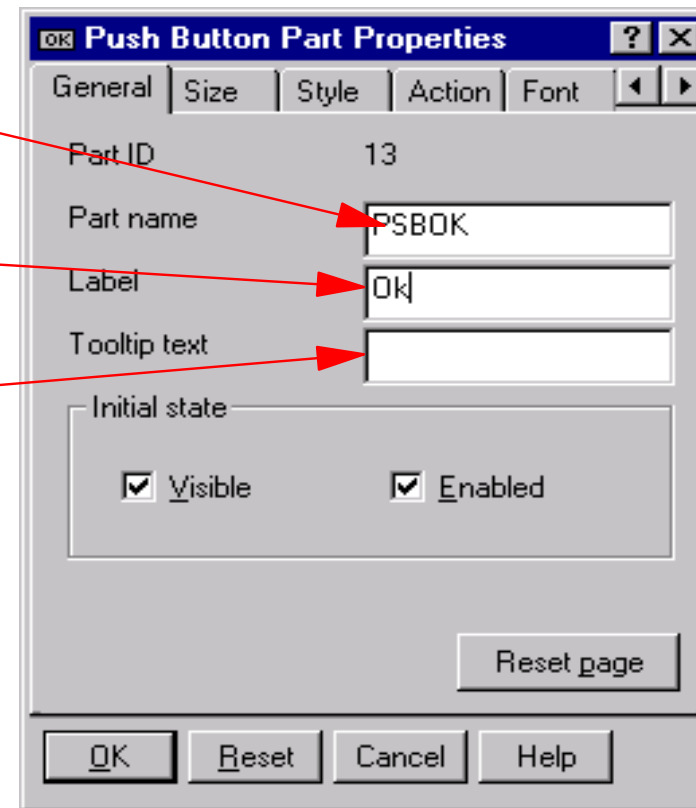 OK Push Button Part Properties ? X
General Size Style Action Font
Part ID 13
Part name PSBOK
Label Ok
Tooltip text
Initial state
Visible Enabled
Reset page
OK Reset Cancel Help